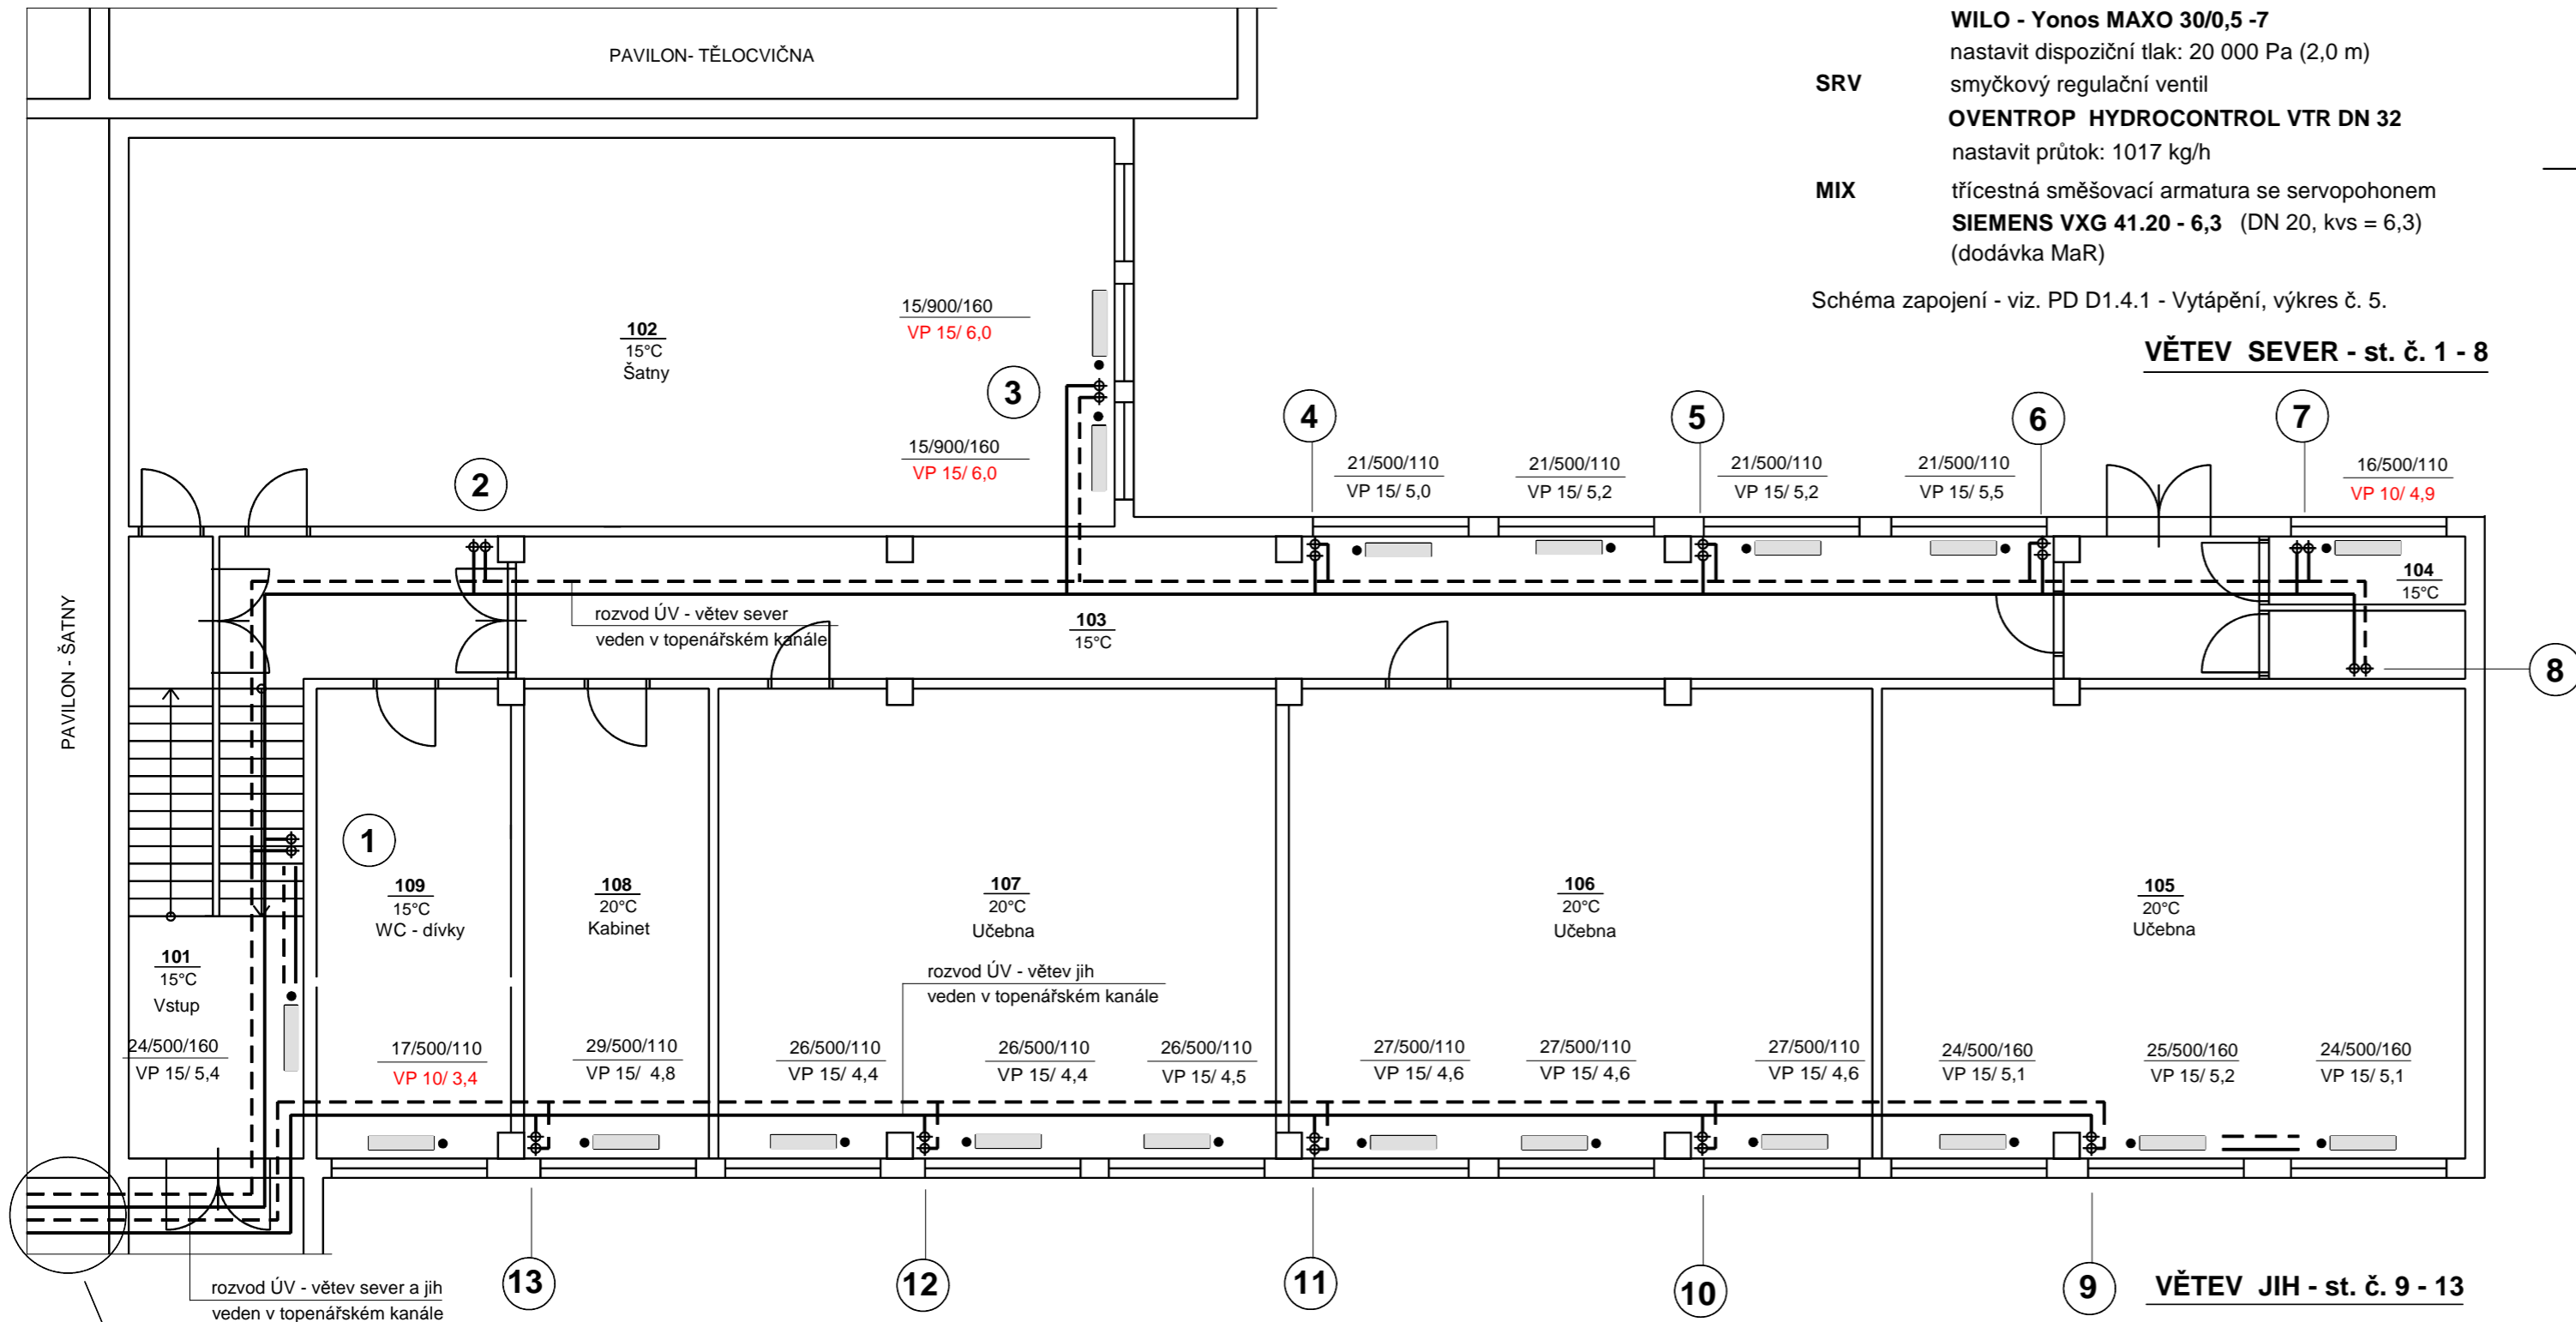 WILO - Yonos MAXO 30/0,5 -7
nastavit dispoziční tlak: 20 000 Pa (2,0 m)
SRV smyčkový regulační ventil
OVENTROP HYDROCONTROL VTR DN 32
nastavit průtok: 1017 kg/h
MIX třícestná směšovací armatura se servopohonem
SIEMENS VXG 41.20 - 6,3 (DN 20, kvs = 6,3)
(dodávka MaR)
Schéma zapojení - viz. PD D1.4.1 - Vytápění, výkres č. 5.
VĚTEV SEVER - st. č. 1 - 8
PAVILON- TĚLOCVIČNA
102
15°C
Šatny
15/900/160
VP 15/ 6,0
3
15/900/160
VP 15/ 6,0
2
4
5
6
7
21/500/110
VP 15/ 5,0
21/500/110
VP 15/ 5,2
21/500/110
VP 15/ 5,2
21/500/110
VP 15/ 5,5
16/500/110
VP 10/ 4,9
104
15°C
rozvod ÚV - větev sever
veden v topenářském kanále
103
15°C
8
PAVILON - ŠATNY
1
109
15°C
WC - dívky
108
20°C
Kabinet
107
20°C
Učebna
106
20°C
Učebna
105
20°C
Učebna
101
15°C
Vstup
rozvod ÚV - větev jih
veden v topenářském kanále
24/500/160
VP 15/ 5,4
17/500/110
VP 10/ 3,4
29/500/110
VP 15/ 4,8
26/500/110
VP 15/ 4,4
26/500/110
VP 15/ 4,4
26/500/110
VP 15/ 4,5
27/500/110
VP 15/ 4,6
27/500/110
VP 15/ 4,6
27/500/110
VP 15/ 4,6
24/500/160
VP 15/ 5,1
25/500/160
VP 15/ 5,2
24/500/160
VP 15/ 5,1
13
12
11
10
9
VĚTEV JIH - st. č. 9 - 13
rozvod ÚV - větev sever a jih
veden v topenářském kanále